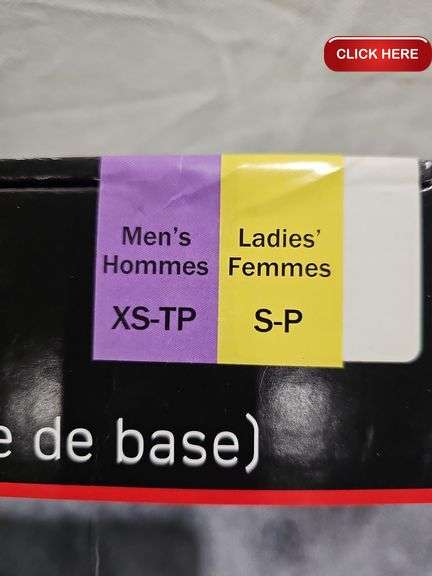 CLICK HERE
Men's
Hommes
XS-TP
Ladies'
Femmes
S-P
e de base)